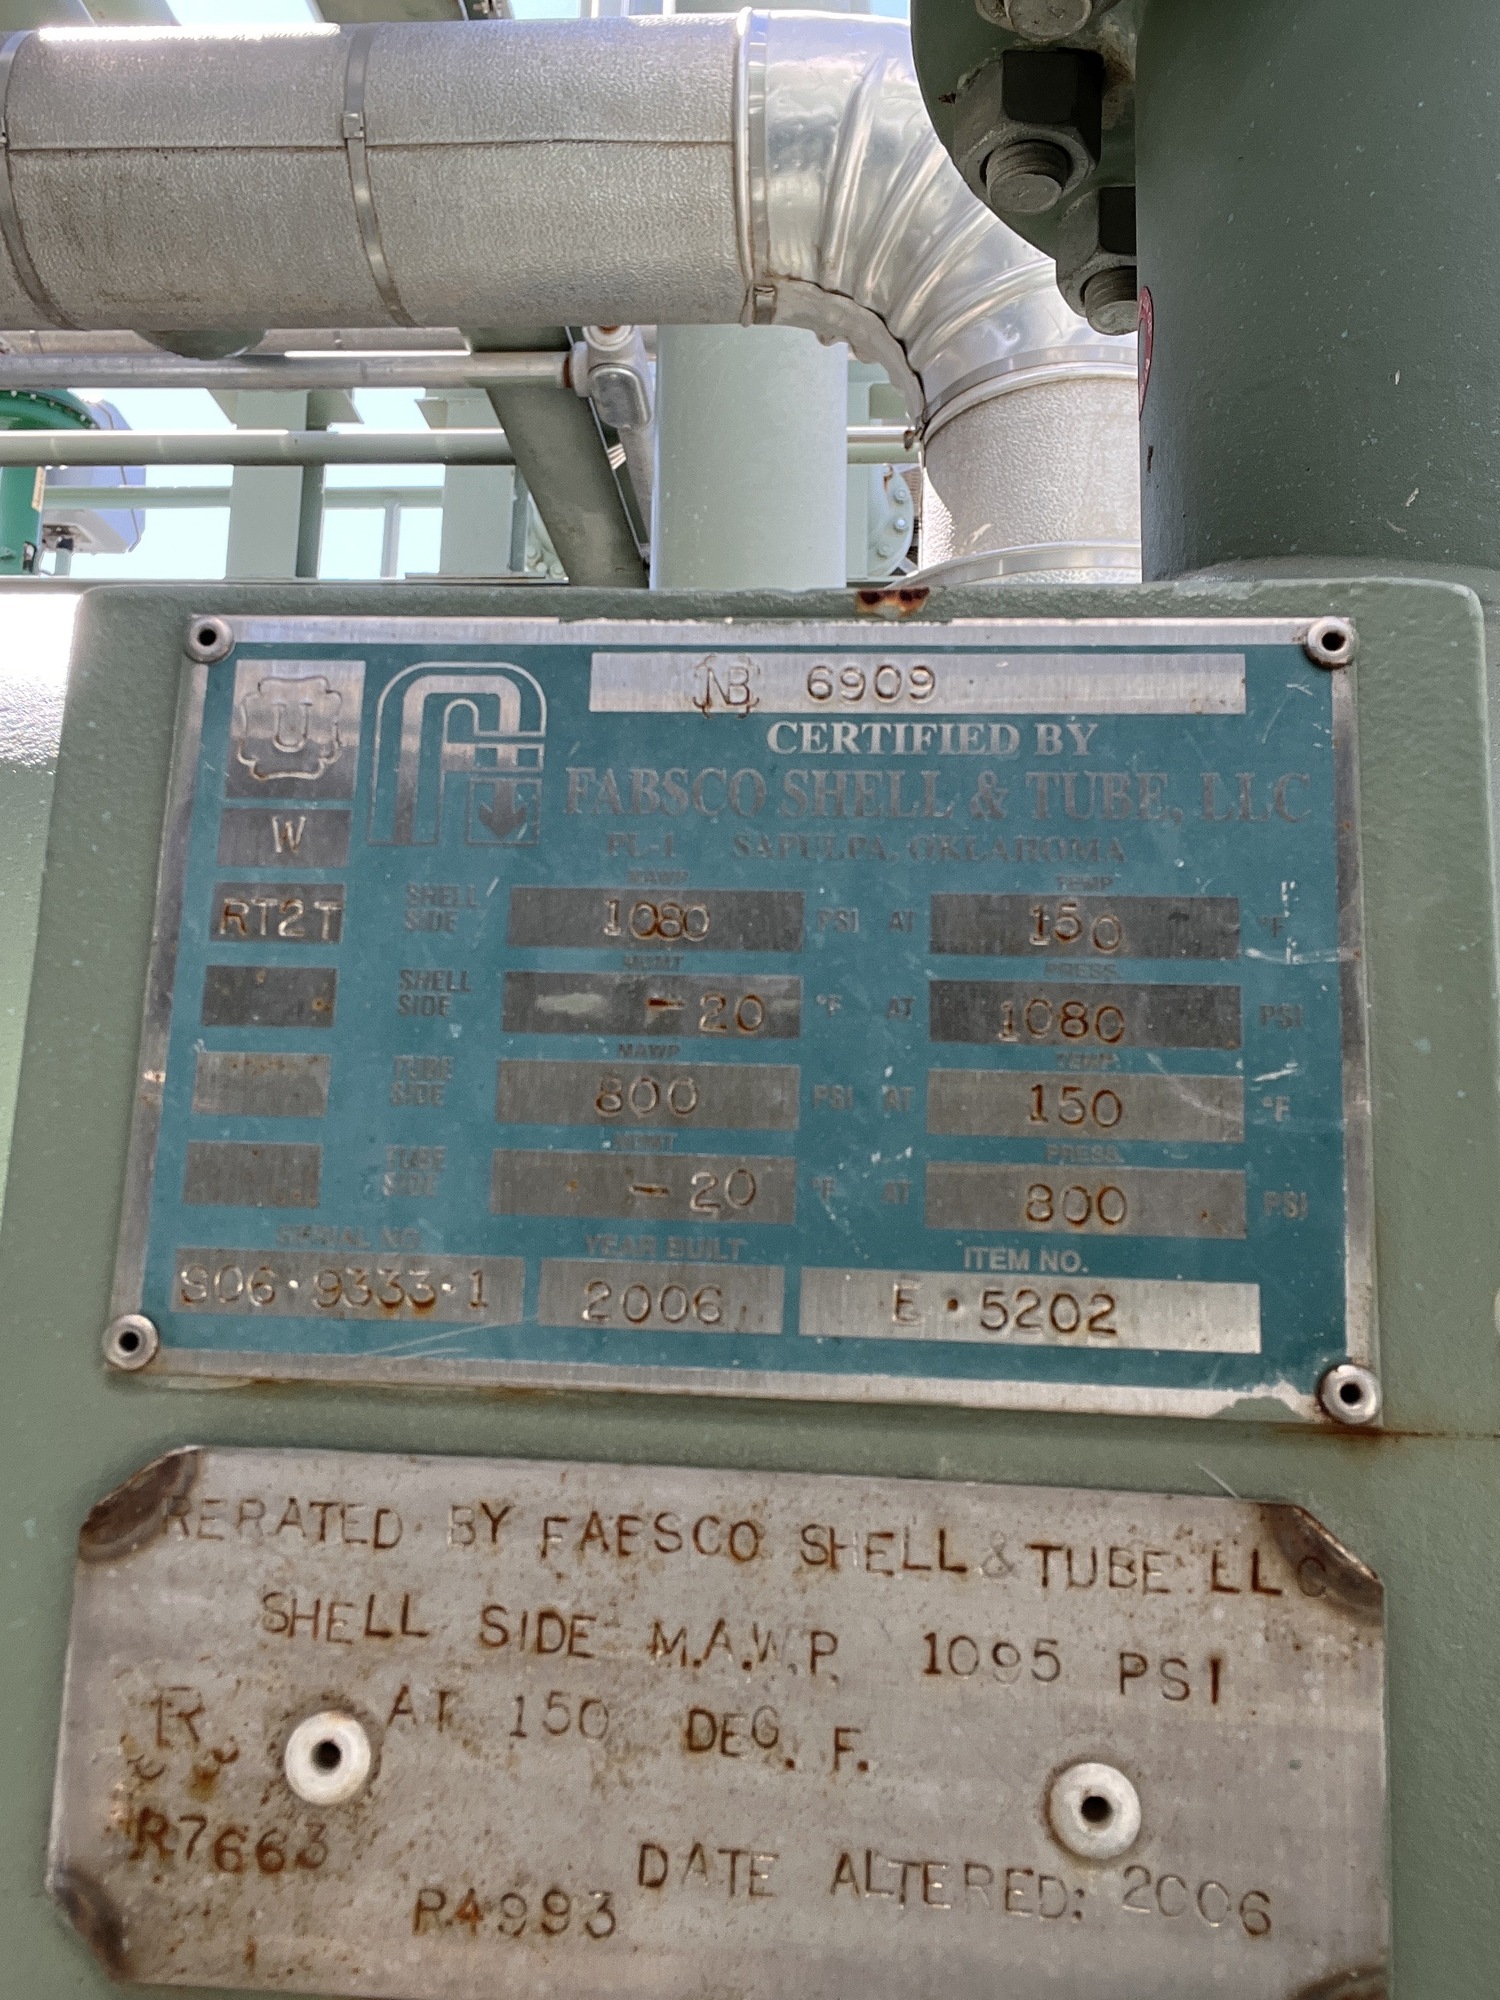 NB 6909
U
CERTIFIED BY
FABSCO SHELL & TUBE, LLC
W
PL-1 SAPULPA, OKLAHOMA
MAWP TEMP
RT2T SHELL SIDE 1080 PSI AT 150 °F
MDMT PRESS.
SHELL SIDE -20 °F AT 1080 PSI
MAWP TEMP.
TUBE SIDE 800 PSI AT 150 °F
MDMT PRESS.
TUBE SIDE -20 °F AT 800 PSI
SERIAL NO. YEAR BUILT ITEM NO.
S06·9333·1 2006 E·5202
RERATED BY FABSCO SHELL & TUBE LLC
SHELL SIDE M.A.W.P. 1095 PSI
R AT 150 DEG. F.
R7663
DATE ALTERED: 2006
R4993